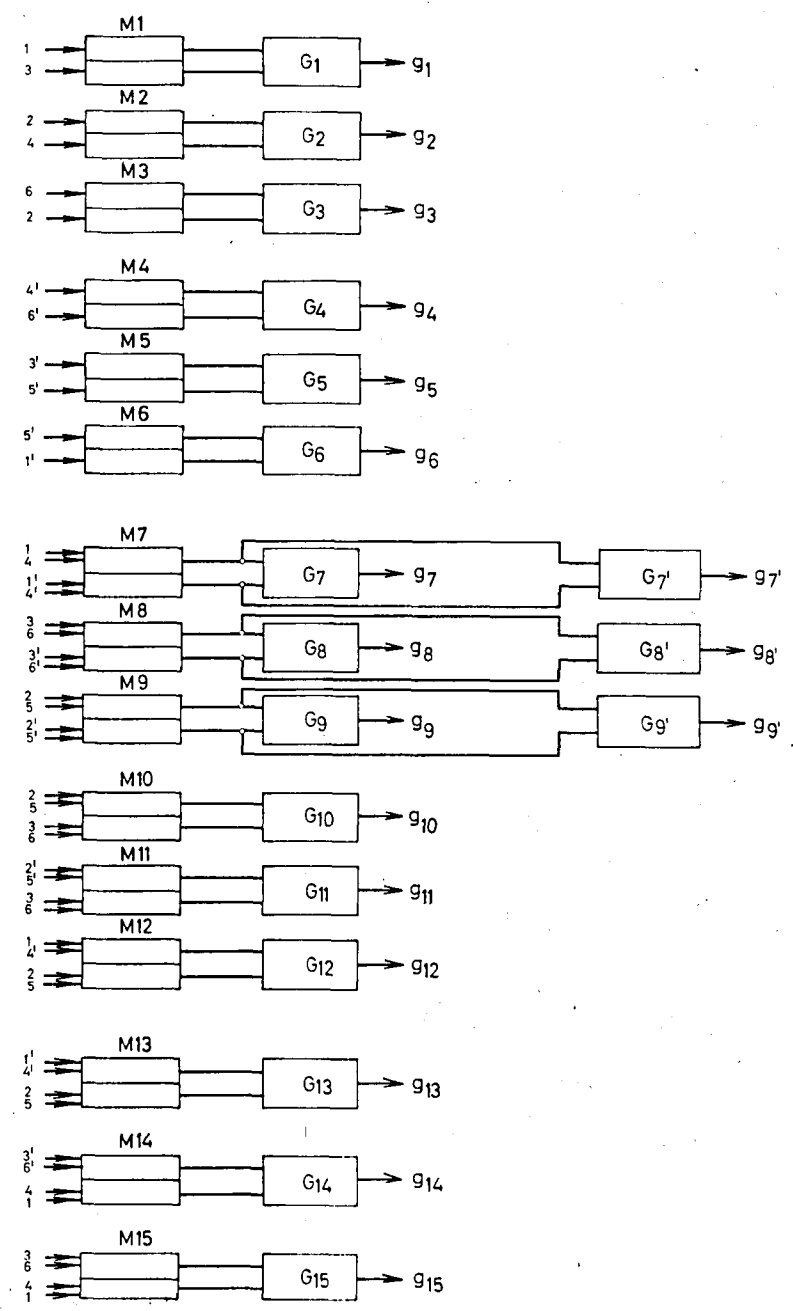 M1
1
3
G1
g1
M2
2
4
G2
g2
M3
6
2
G3
g3
M4
4'
6'
G4
g4
M5
3'
5'
G5
g5
M6
5'
1'
G6
g6
M7
1
4
1'
4'
G7
g7
G7'
g7'
M8
3
6
3'
6'
G8
g8
G8'
g8'
M9
2
5
2'
5'
G9
g9
G9'
g9'
M10
2
5
3
6
G10
g10
M11
2'
5'
3
6
G11
g11
M12
1
4'
2
5
G12
g12
M13
1'
4'
2
5
G13
g13
M14
3'
6'
4
1
G14
g14
M15
3
6
4
1
G15
g15